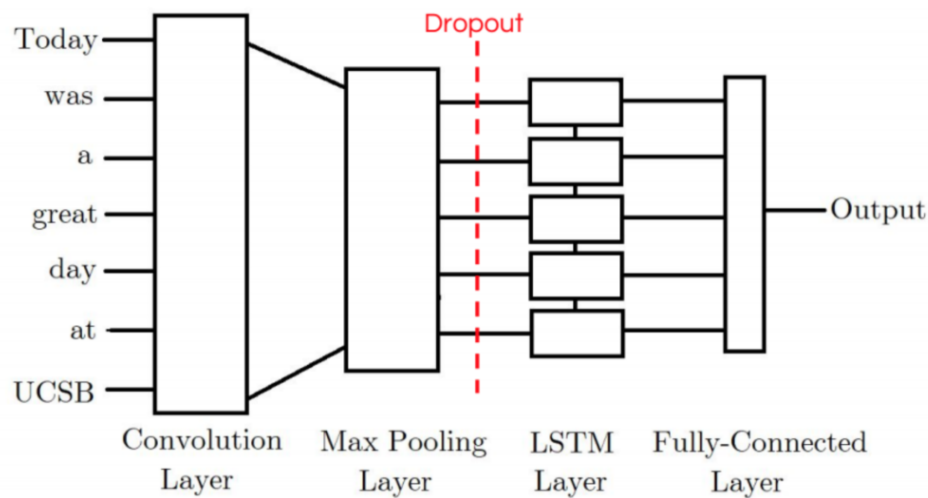 Dropout
Today
was
a
great
day
at
UCSB
Output
Convolution
Layer
Max Pooling
Layer
LSTM
Layer
Fully-Connected
Layer